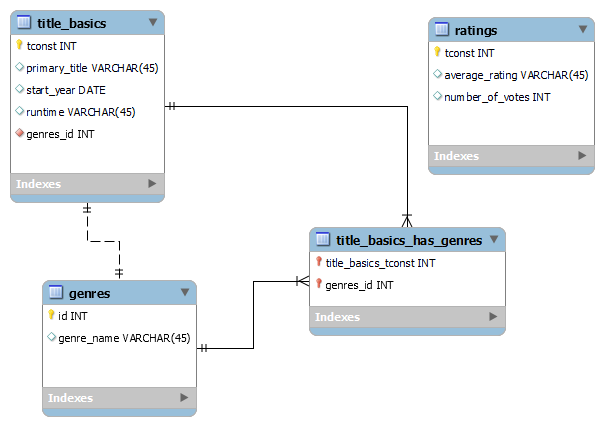 title_basics
tconst INT
primary_title VARCHAR(45)
start_year DATE
runtime VARCHAR(45)
genres_id INT
Indexes
ratings
tconst INT
average_rating VARCHAR(45)
number_of_votes INT
Indexes
title_basics_has_genres
title_basics_tconst INT
genres_id INT
Indexes
genres
id INT
genre_name VARCHAR(45)
Indexes